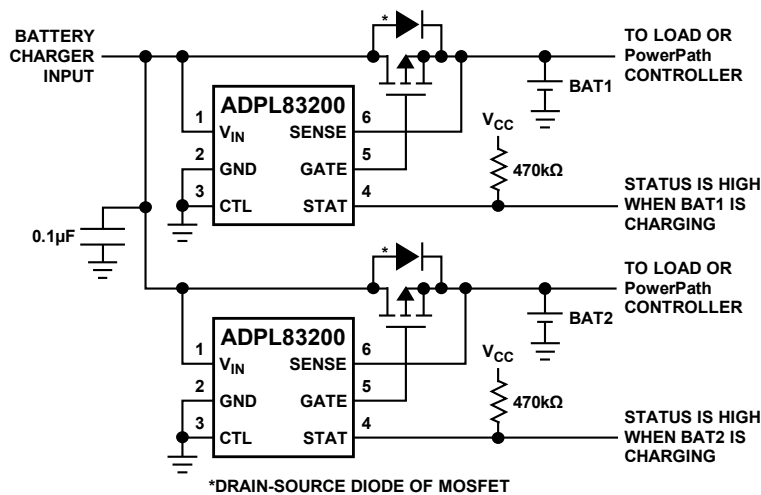 BATTERY
CHARGER
INPUT
*
TO LOAD OR
PowerPath
CONTROLLER
BAT1
ADPL83200
1
VIN
SENSE
6
2
GND
GATE
5
3
CTL
STAT
4
VCC
470kΩ
STATUS IS HIGH
WHEN BAT1 IS
CHARGING
0.1µF
*
TO LOAD OR
PowerPath
CONTROLLER
BAT2
ADPL83200
1
VIN
SENSE
6
2
GND
GATE
5
3
CTL
STAT
4
VCC
470kΩ
STATUS IS HIGH
WHEN BAT2 IS
CHARGING
*DRAIN-SOURCE DIODE OF MOSFET